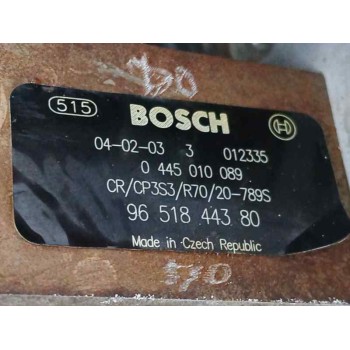 515
BOSCH
04-02-03 3 012335
0 445 010 089
CR/CP3S3/R70/20-789S
96 518 443 80
Made in Czech Republic